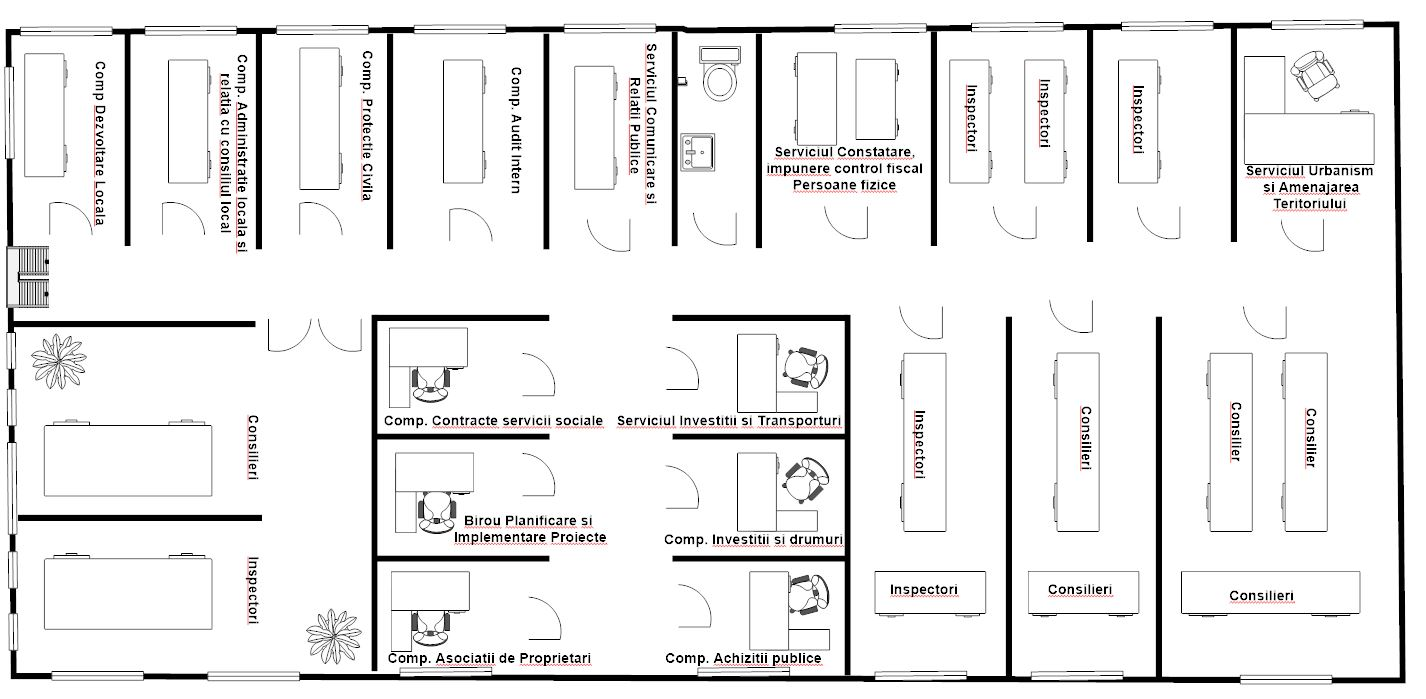 Comp Dezvoltare Locala
Comp. Administratie locala si
relatia cu consiliul local
Comp. Protectie Civila
Comp. Audit Intern
Serviciul Comunicare si
Relatii Publice
Serviciul Constatare,
impunere control fiscal
Persoane fizice
Inspectori
Inspectori
Inspectori
Serviciul Urbanism
si Amenajarea
Teritoriului
Consilieri
Inspectori
Comp. Contracte servicii sociale
Serviciul Investitii si Transporturi
Birou Planificare si
Implementare Proiecte
Comp. Investitii si drumuri
Comp. Asociatii de Proprietari
Comp. Achizitii publice
Inspectori
Inspectori
Consilieri
Consilieri
Consilier
Consilier
Consilieri